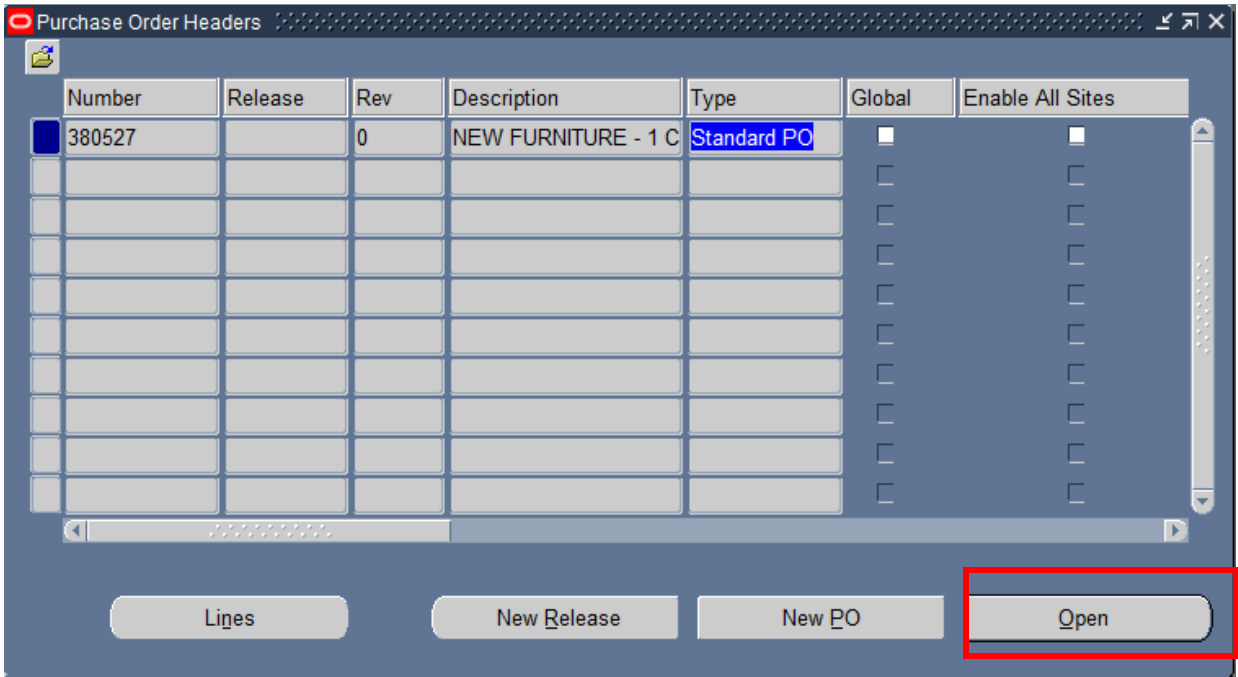 Purchase Order Headers
Number Release Rev Description Type Global Enable All Sites
380527 0 NEW FURNITURE - 1 C Standard PO
Lines New Release New PO Open